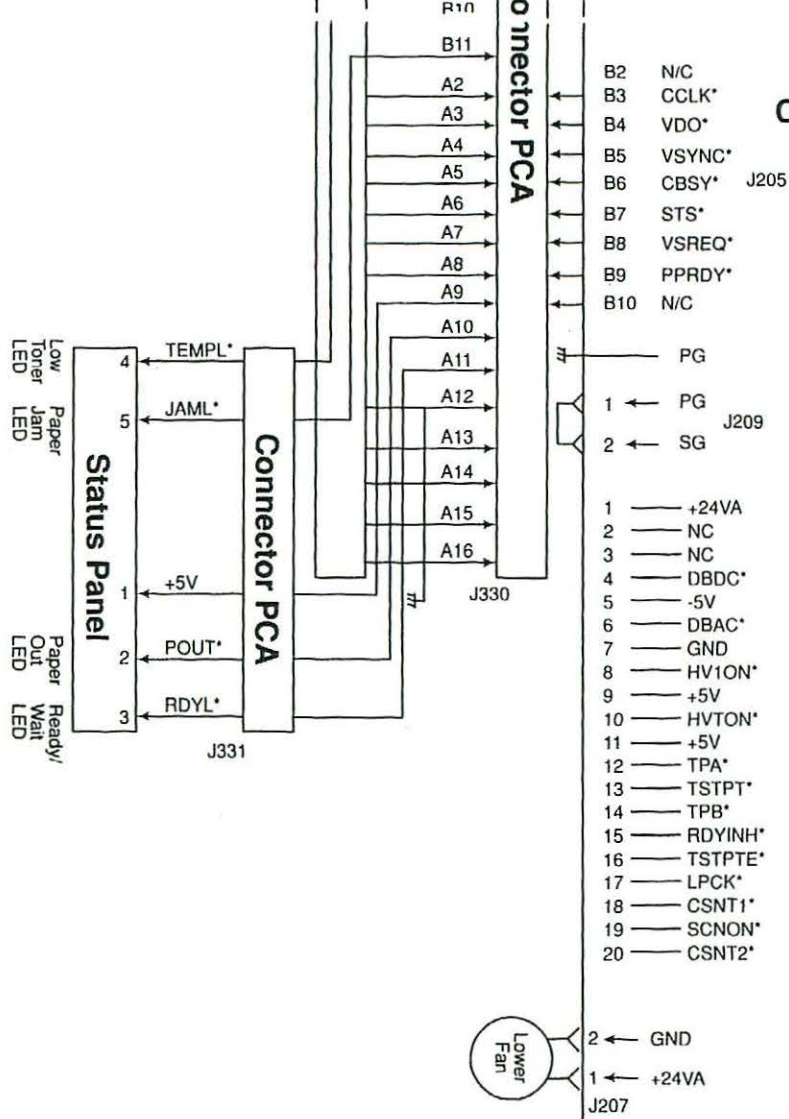 B10
B11
A2
A3
A4
A5
A6
A7
A8
A9
A10
A11
A12
A13
A14
A15
A16
onnector PCA
J330
B2 N/C
B3 CCLK*
B4 VDO*
B5 VSYNC*
B6 CBSY*
B7 STS*
B8 VSREQ*
B9 PPRDY*
B10 N/C
J205
PG
1 PG
2 SG
J209
Low
Toner
LED
4 TEMPL*
Paper
Jam
LED
5 JAML*
Status Panel
Connector PCA
1 +5V
Paper
Out
LED
2 POUT*
Ready/
Wait
LED
3 RDYL*
J331
1 +24VA
2 NC
3 NC
4 DBDC*
5 -5V
6 DBAC*
7 GND
8 HV1ON*
9 +5V
10 HVTON*
11 +5V
12 TPA*
13 TSTPT*
14 TPB*
15 RDYINH*
16 TSTPTE*
17 LPCK*
18 CSNT1*
19 SCNON*
20 CSNT2*
Lower
Fan
2 GND
1 +24VA
J207